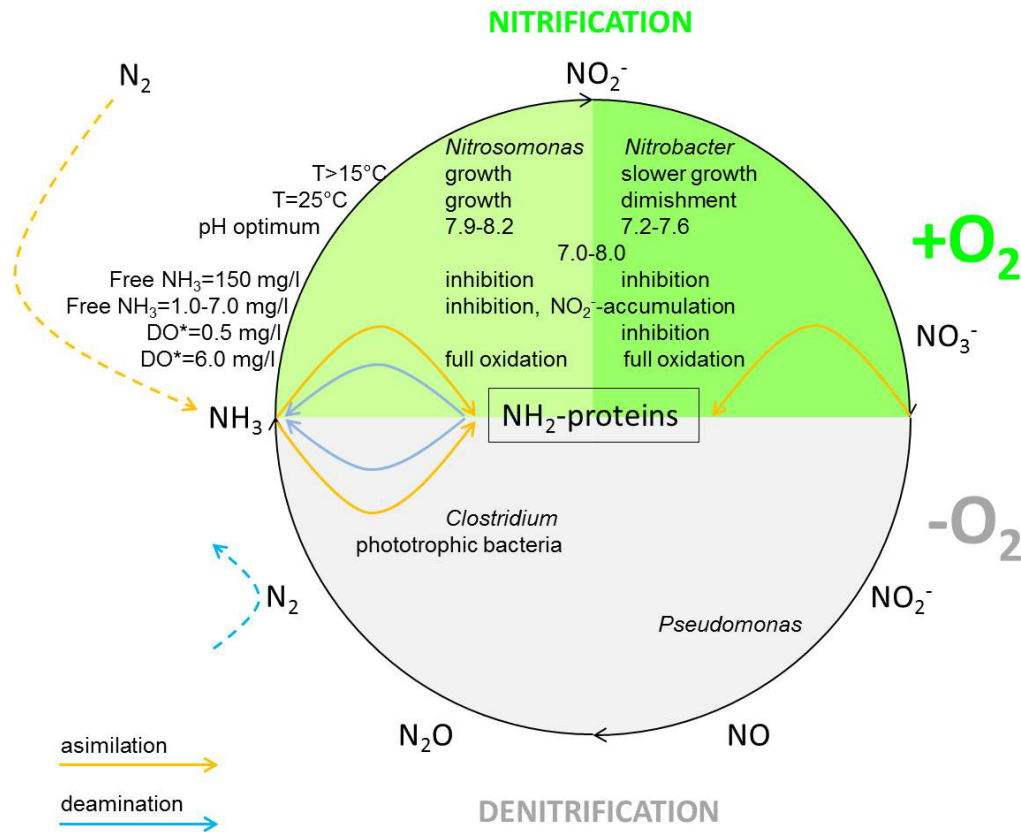 NITRIFICATION
N₂
NO₂⁻
Nitrosomonas Nitrobacter
T>15°C growth slower growth
T=25°C growth dimishment
pH optimum 7.9-8.2 7.2-7.6
7.0-8.0
Free NH₃=150 mg/l inhibition inhibition
Free NH₃=1.0-7.0 mg/l inhibition, NO₂⁻-accumulation
DO*=0.5 mg/l inhibition
DO*=6.0 mg/l full oxidation full oxidation
+O₂
NO₃⁻
NH₃
NH₂-proteins
-O₂
Clostridium
phototrophic bacteria
N₂
NO₂⁻
Pseudomonas
N₂O
NO
asimilation
deamination
DENITRIFICATION